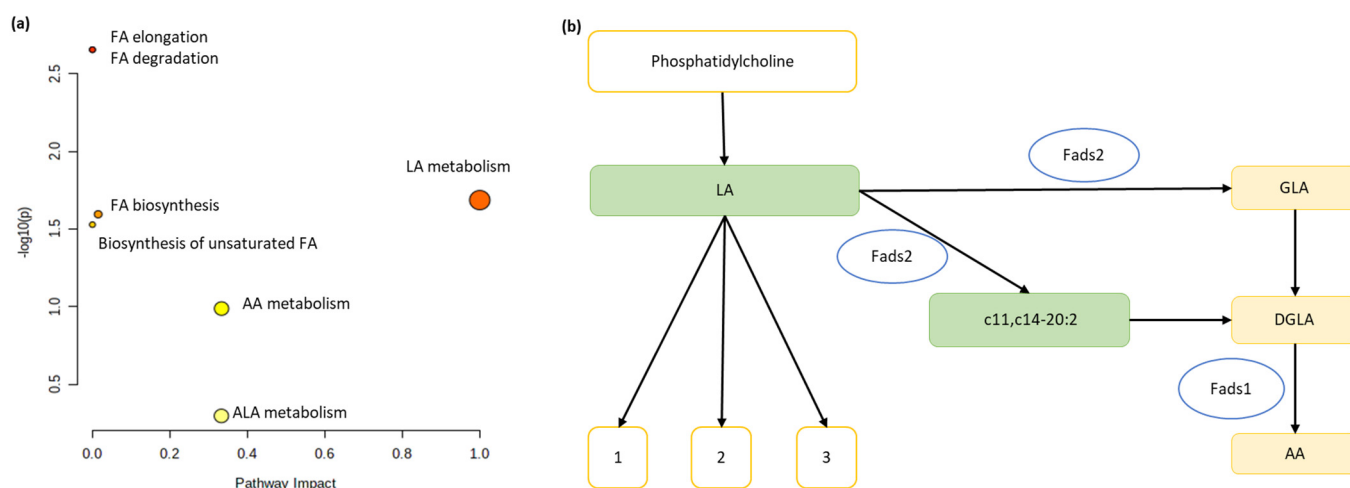 (a)
FA elongation
FA degradation
2.5
2.0
LA metabolism
-log10(p)
FA biosynthesis
1.5
Biosynthesis of unsaturated FA
1.0
AA metabolism
0.5
ALA metabolism
0.0 0.2 0.4 0.6 0.8 1.0
Pathway Impact
(b)
Phosphatidylcholine
Fads2
LA
GLA
Fads2
c11,c14-20:2
DGLA
Fads1
1 2 3
AA